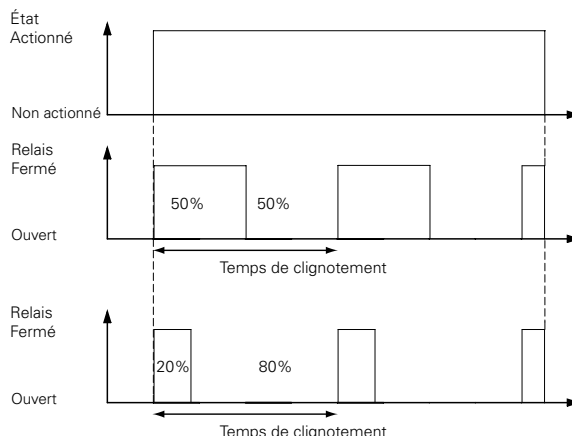 État
Actionné
Non actionné
Relais
Fermé
50% 50%
Ouvert
Temps de clignotement
Relais
Fermé
20% 80%
Ouvert
Temps de clignotement